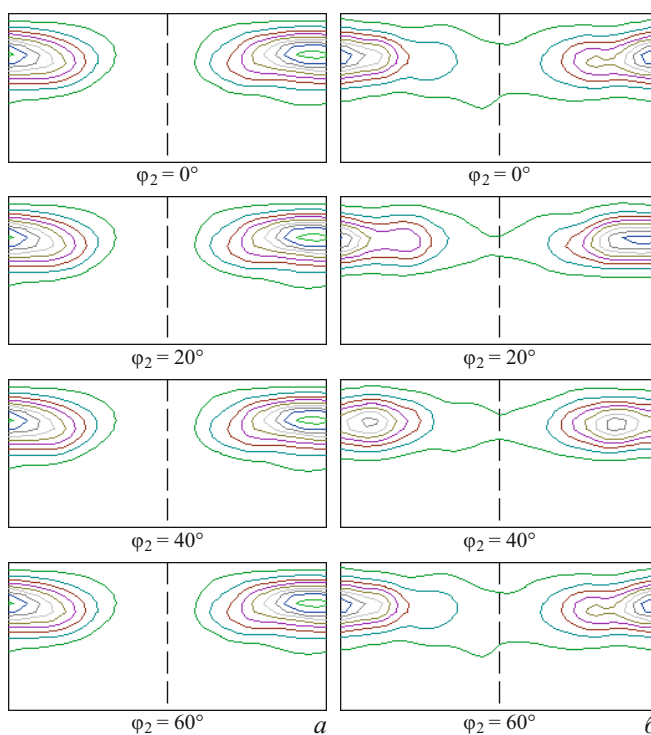 φ₂ = 0° φ₂ = 0°
φ₂ = 20° φ₂ = 20°
φ₂ = 40° φ₂ = 40°
φ₂ = 60° а φ₂ = 60° б